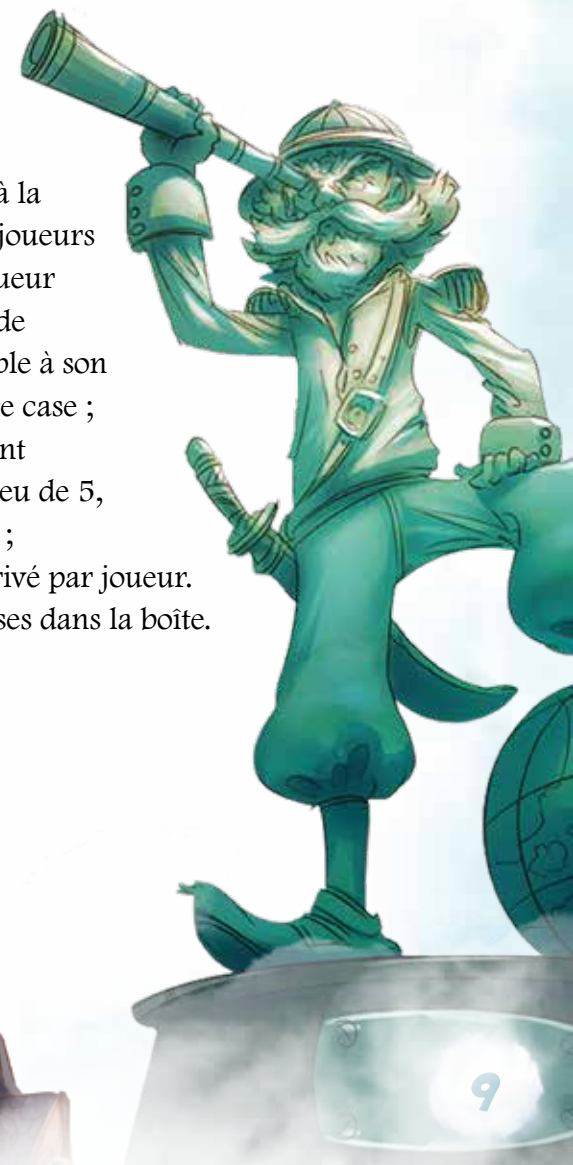 à la
joueurs
ueur
de
ble à son
e case ;
nt
eu de 5,
;
rivé par joueur.
ses dans la boîte.
9